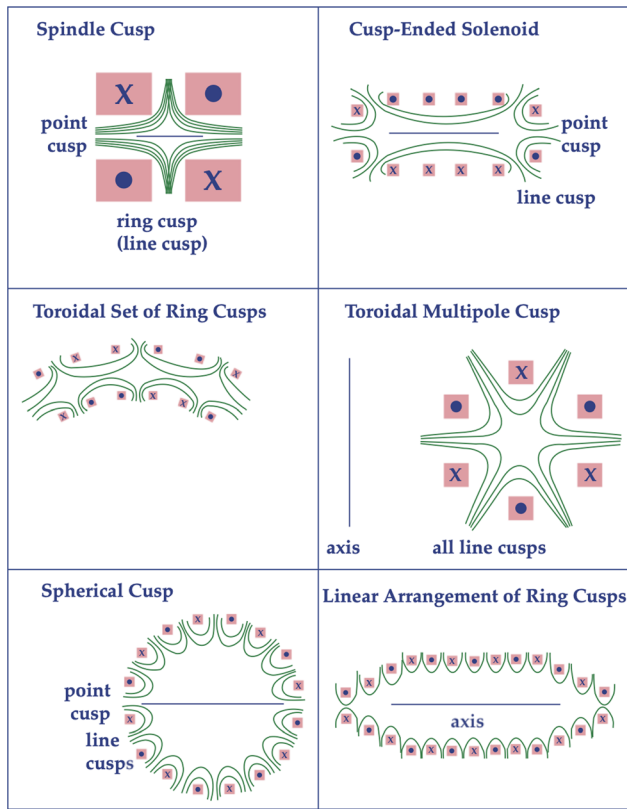 Spindle Cusp
X
point
cusp
X
ring cusp
(line cusp)
Cusp-Ended Solenoid
X
X
point
cusp
X X X X
line cusp
Toroidal Set of Ring Cusps
X X
X
X
X X
Toroidal Multipole Cusp
X
X
X
axis
all line cusps
Spherical Cusp
X
X
X
X
point
cusp
X
line
cusps
X
X
X
Linear Arrangement of Ring Cusps
X X X X
X
axis
X X
X X X X